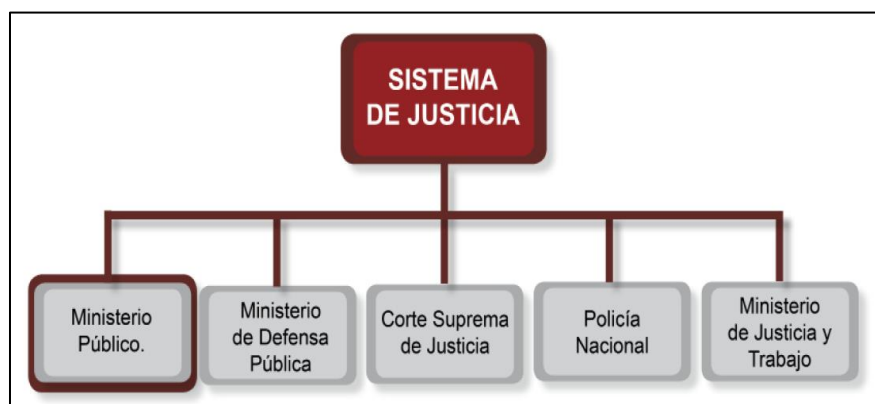 SISTEMA
DE JUSTICIA
Ministerio
Público.
Ministerio
de Defensa
Pública
Corte Suprema
de Justicia
Policía
Nacional
Ministerio
de Justicia y
Trabajo